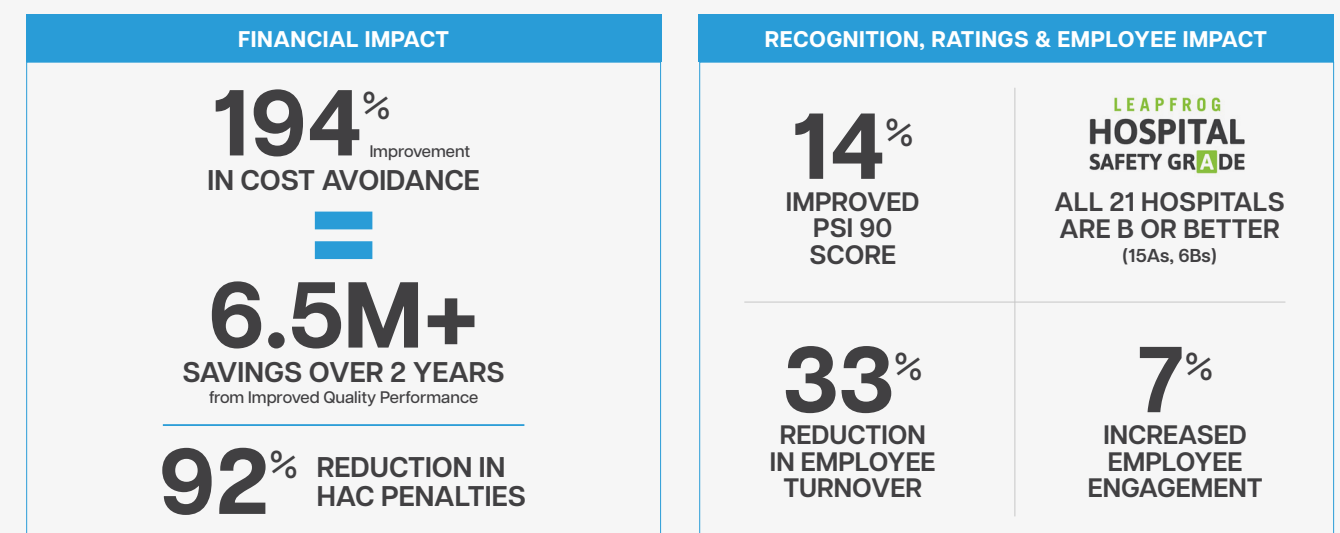 FINANCIAL IMPACT
194%
Improvement
IN COST AVOIDANCE
=
6.5M+
SAVINGS OVER 2 YEARS
from Improved Quality Performance
92%
REDUCTION IN
HAC PENALTIES
RECOGNITION, RATINGS & EMPLOYEE IMPACT
14%
IMPROVED
PSI 90
SCORE
LEAPFROG
HOSPITAL
SAFETY GRADE
ALL 21 HOSPITALS
ARE B OR BETTER
(15As, 6Bs)
33%
REDUCTION
IN EMPLOYEE
TURNOVER
7%
INCREASED
EMPLOYEE
ENGAGEMENT